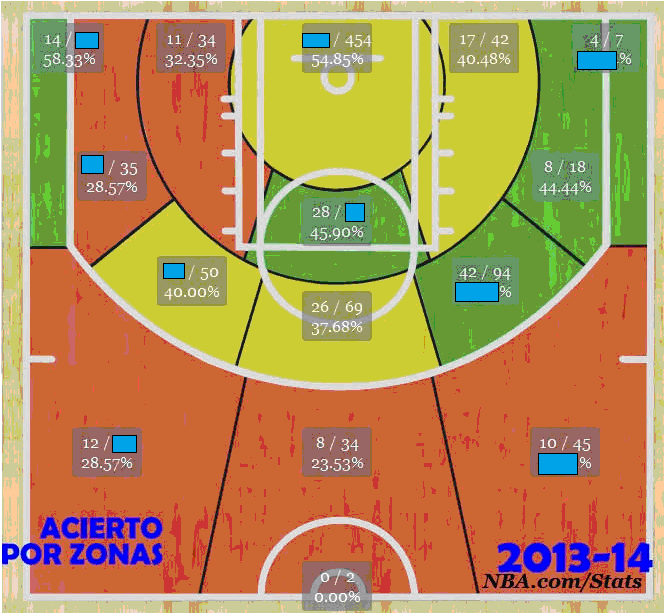 14 /
58.33%
11 / 34
32.35%
/ 454
54.85%
17 / 42
40.48%
4 / 7
%
/ 35
28.57%
8 / 18
44.44%
28 /
45.90%
/ 50
40.00%
42 / 94
%
26 / 69
37.68%
12 /
28.57%
8 / 34
23.53%
10 / 45
%
ACIERTO
POR ZONAS
0 / 2
0.00%
2013-14
NBA.com/Stats